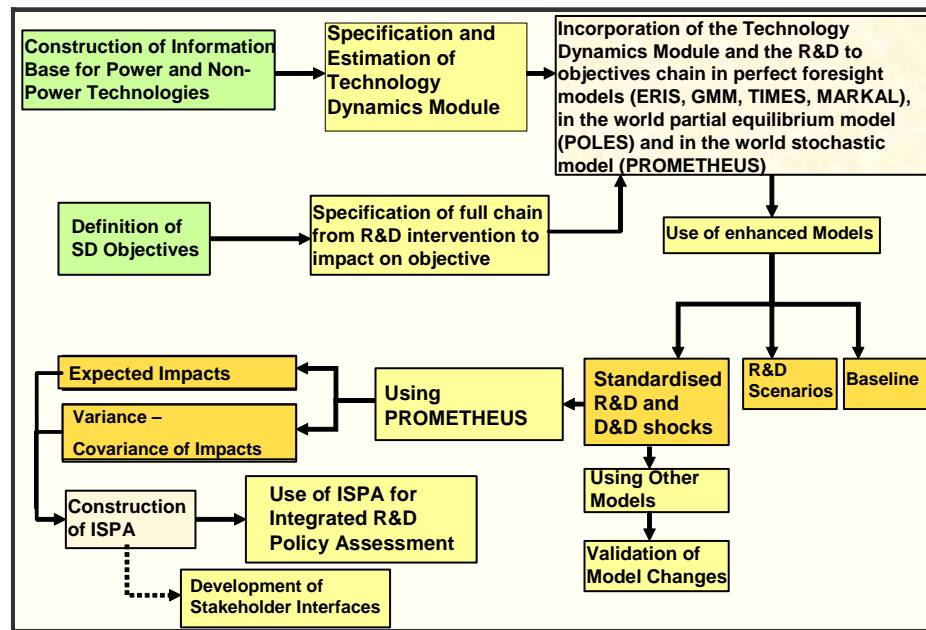 Construction of Information
Base for Power and Non-
Power Technologies
Specification and
Estimation of
Technology
Dynamics Module
Incorporation of the Technology
Dynamics Module and the R&D to
objectives chain in perfect foresight
models (ERIS, GMM, TIMES, MARKAL),
in the world partial equilibrium model
(POLES) and in the world stochastic
model (PROMETHEUS)
Definition of
SD Objectives
Specification of full chain
from R&D intervention to
impact on objective
Use of enhanced Models
Expected Impacts
Variance –
Covariance of Impacts
Using
PROMETHEUS
Standardised
R&D and
D&D shocks
R&D
Scenarios
Baseline
Using Other
Models
Validation of
Model Changes
Construction
of ISPA
Use of ISPA for
Integrated R&D
Policy Assessment
Development of
Stakeholder Interfaces